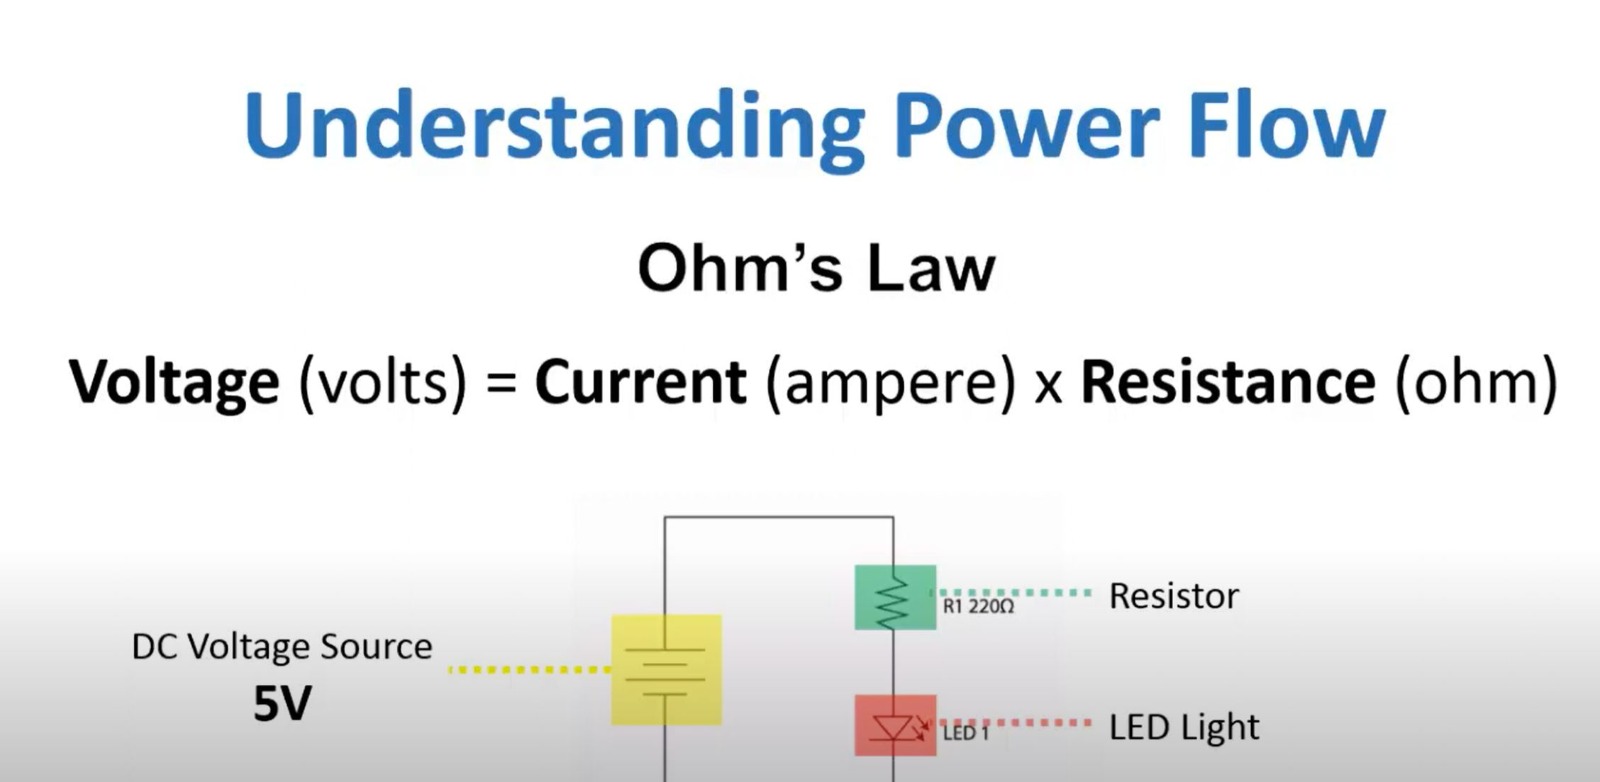 Understanding Power Flow
Ohm’s Law
Voltage (volts) = Current (ampere) x Resistance (ohm)
R1 220Ω
Resistor
DC Voltage Source
5V
LED 1
LED Light